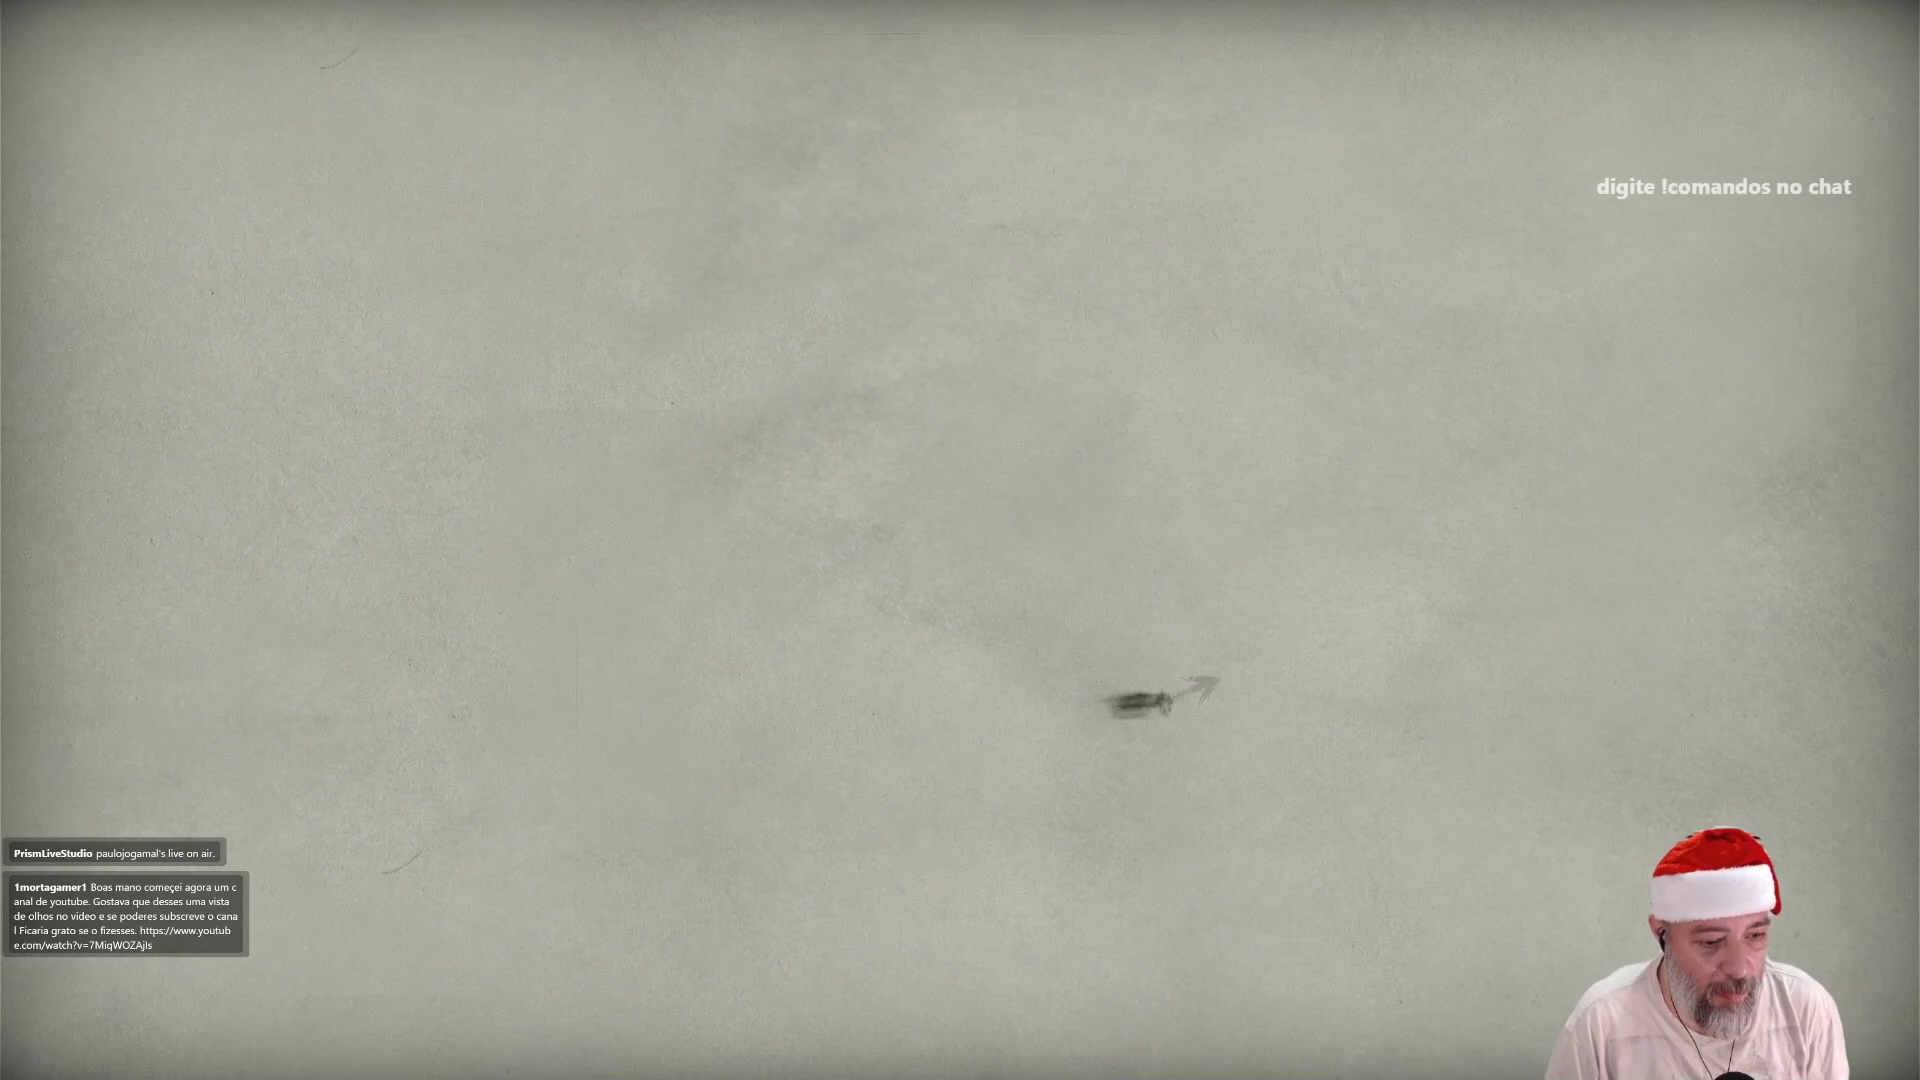 digite !comandos no chat
PrismLiveStudio paulojogamal's live on air.
1mortagamer1 Boas mano começei agora um c
anal de youtube. Gostava que desses uma vista
de olhos no video e se poderes subscreve o cana
l Ficaria grato se o fizesses. https://www.youtub
e.com/watch?v=7MiqWOZAjls